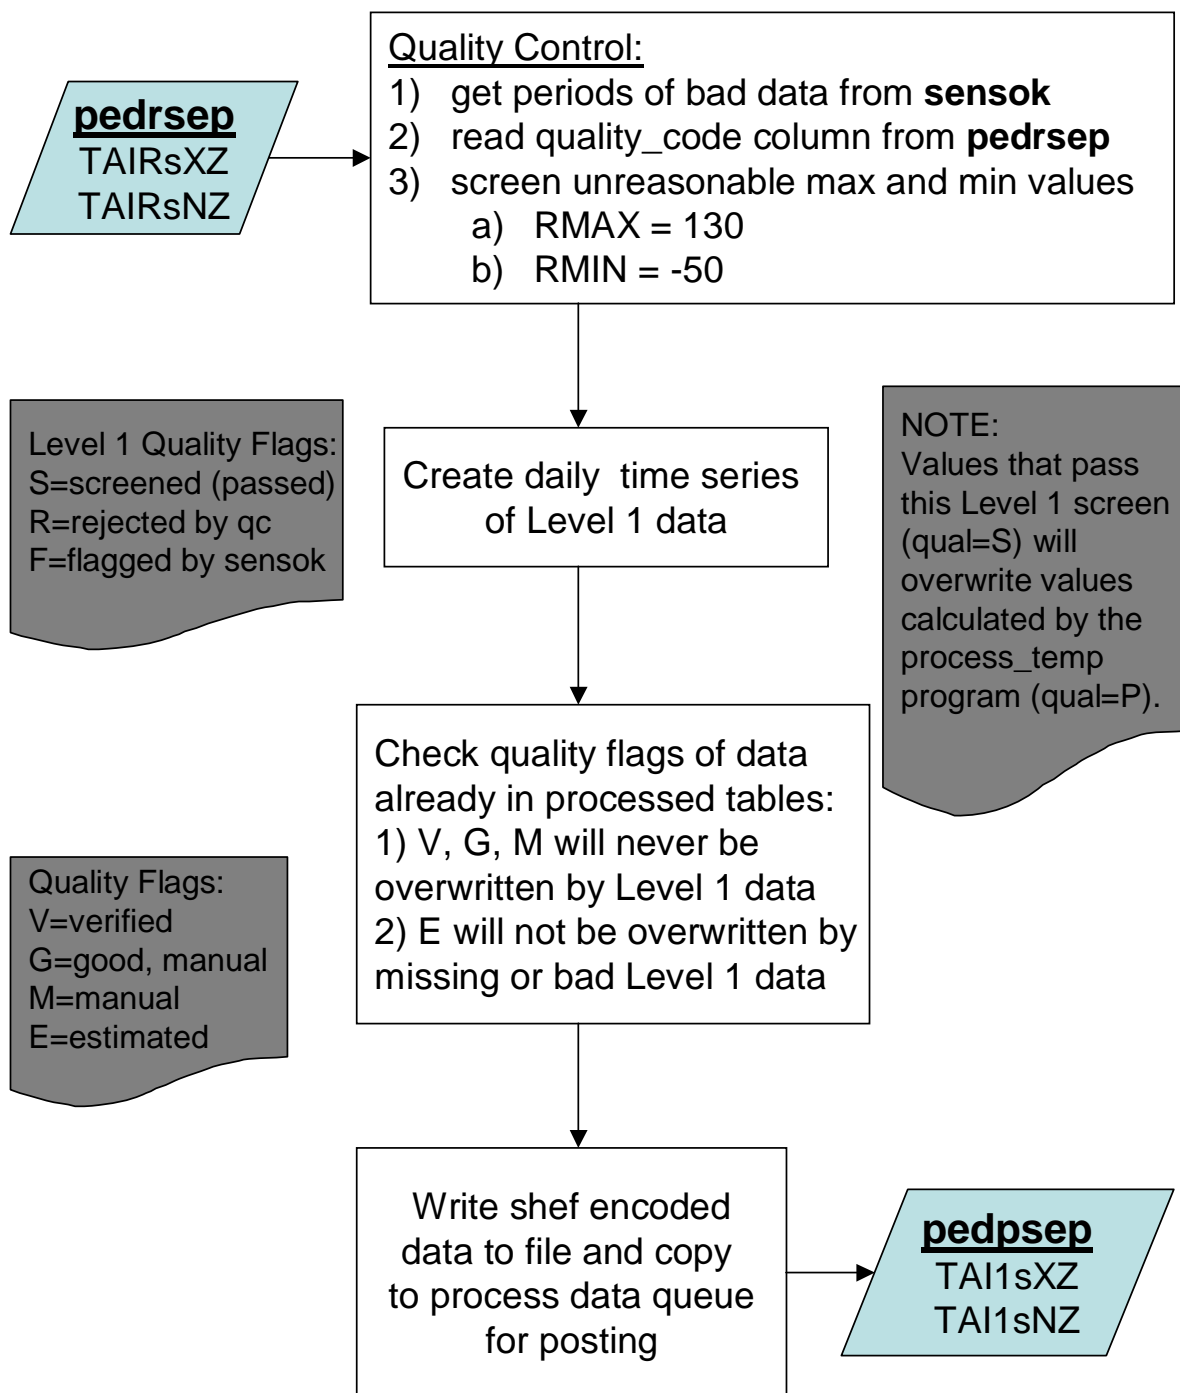 pedrsep
TAIRsXZ
TAIRsNZ
Quality Control:
1) get periods of bad data from sensok
2) read quality_code column from pedrsep
3) screen unreasonable max and min values
a) RMAX = 130
b) RMIN = -50
Level 1 Quality Flags:
S=screened (passed)
R=rejected by qc
F=flagged by sensok
Create daily time series
of Level 1 data
NOTE:
Values that pass
this Level 1 screen
(qual=S) will
overwrite values
calculated by the
process_temp
program (qual=P).
Check quality flags of data
already in processed tables:
1) V, G, M will never be
overwritten by Level 1 data
2) E will not be overwritten by
missing or bad Level 1 data
Quality Flags:
V=verified
G=good, manual
M=manual
E=estimated
Write shef encoded
data to file and copy
to process data queue
for posting
pedpsep
TAI1sXZ
TAI1sNZ